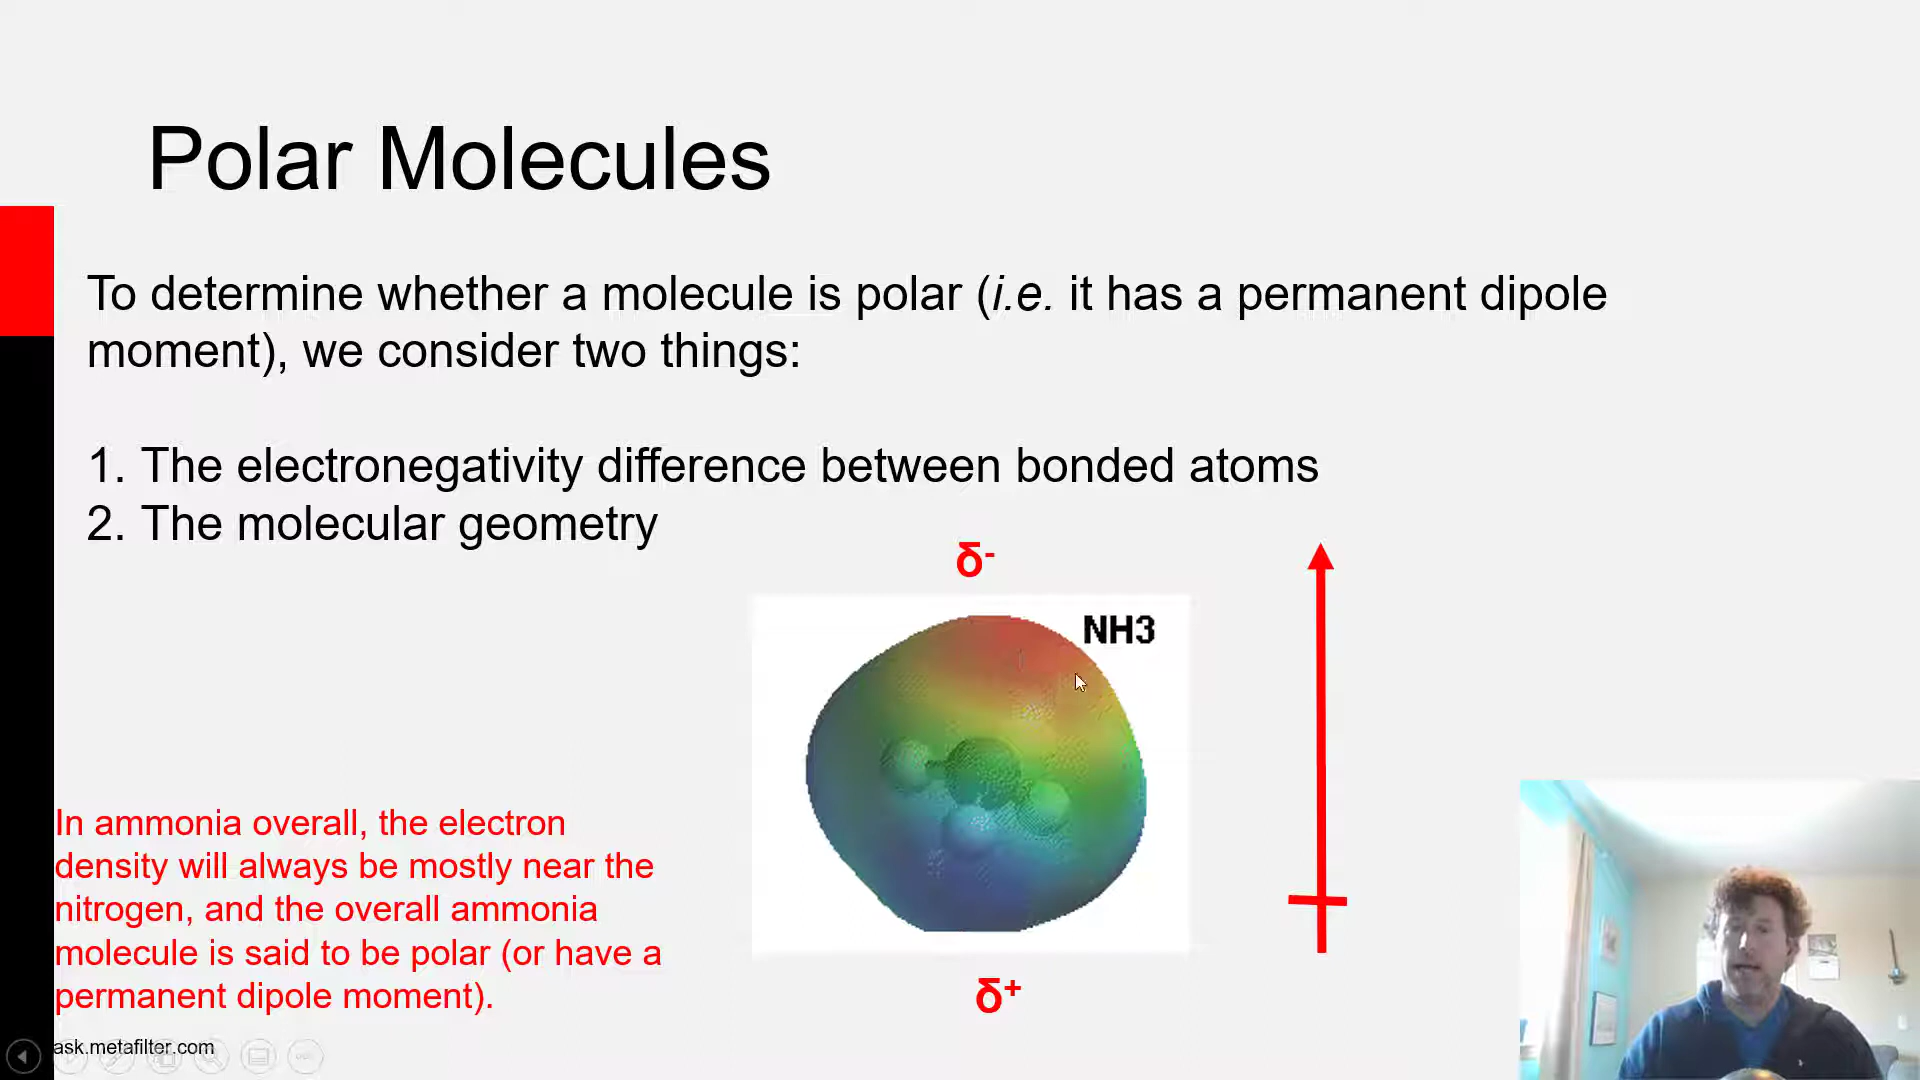 Polar Molecules
To determine whether a molecule is polar (i.e. it has a permanent dipole
moment), we consider two things:
1. The electronegativity difference between bonded atoms
2. The molecular geometry
δ-
NH3
In ammonia overall, the electron
density will always be mostly near the
nitrogen, and the overall ammonia
molecule is said to be polar (or have a
permanent dipole moment).
δ+
ask.metafilter.com